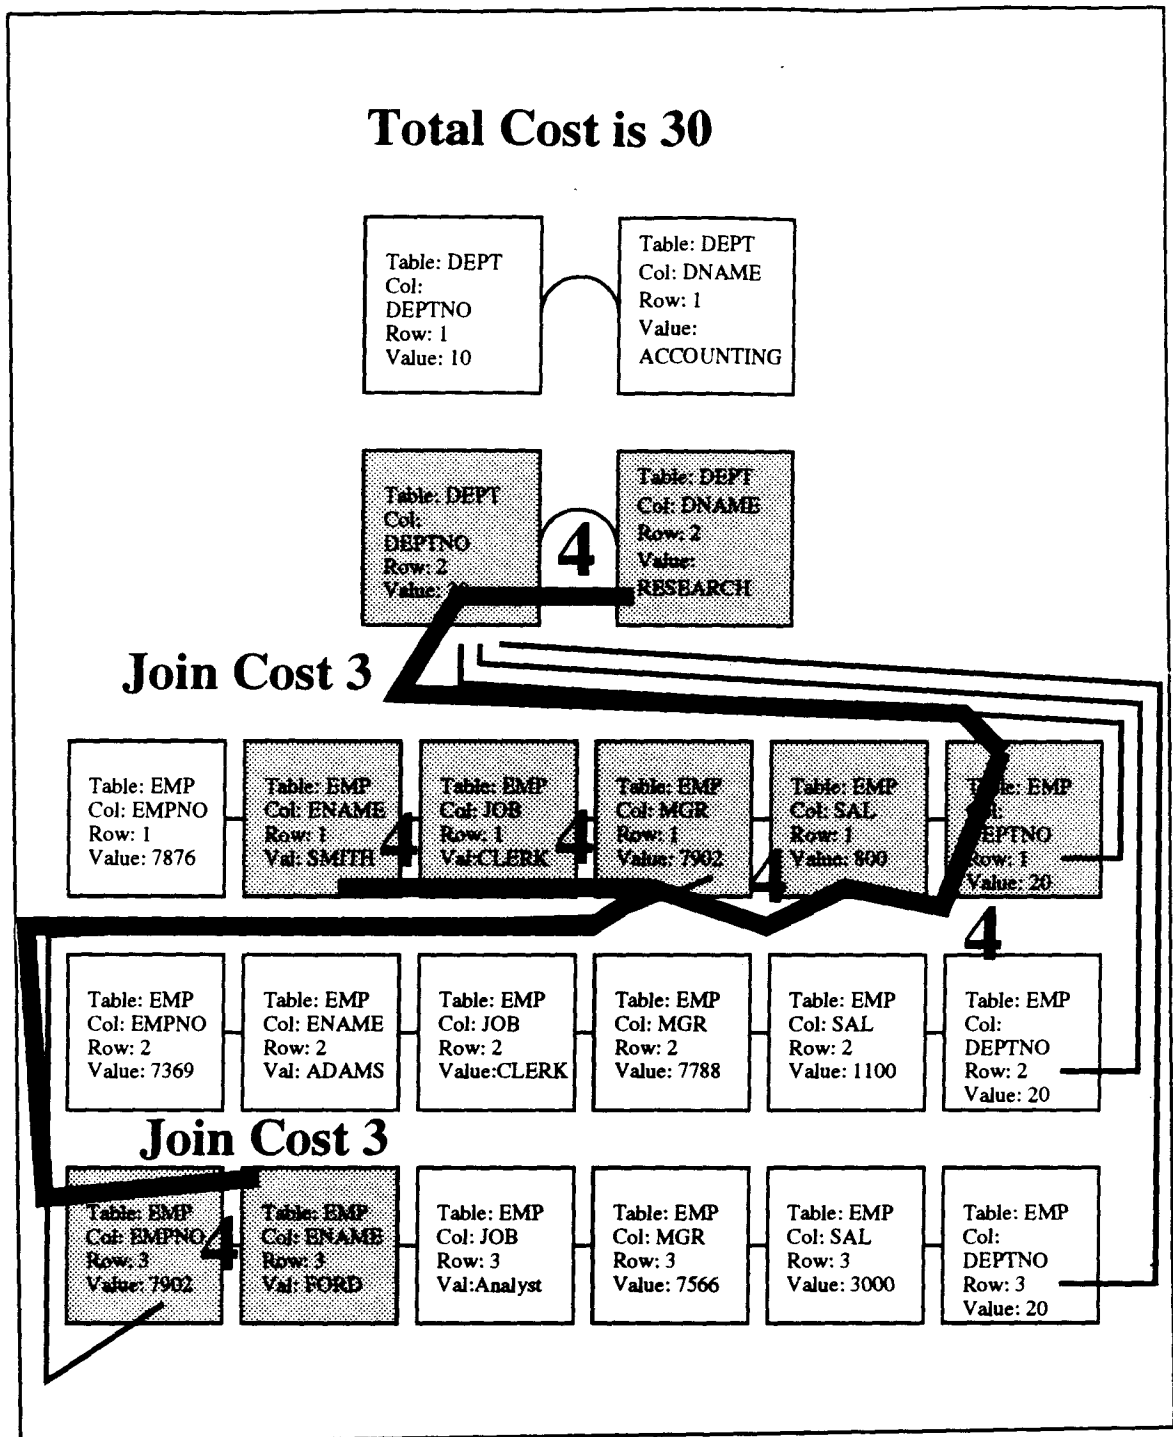 Total Cost is 30
Table: DEPT
Col:
DEPTNO
Row: 1
Value: 10
Table: DEPT
Col: DNAME
Row: 1
Value:
ACCOUNTING
Table: DEPT
Col:
DEPTNO
Row: 2
Value:
4
Table: DEPT
Col: DNAME
Row: 2
Value:
RESEARCH
Join Cost 3
Table: EMP
Col: EMPNO
Row: 1
Value: 7876
Table: EMP
Col: ENAME
Row: 1
Val: SMITH
4
Table: EMP
Col: JOB
Row: 1
Val:CLERK
4
Table: EMP
Col: MGR
Row: 1
Value: 7902
4
Table: EMP
Col: SAL
Row: 1
Value: 800
Table: EMP
Col:
DEPTNO
Row: 1
Value: 20
4
Table: EMP
Col: EMPNO
Row: 2
Value: 7369
Table: EMP
Col: ENAME
Row: 2
Val: ADAMS
Table: EMP
Col: JOB
Row: 2
Value:CLERK
Table: EMP
Col: MGR
Row: 2
Value: 7788
Table: EMP
Col: SAL
Row: 2
Value: 1100
Table: EMP
Col:
DEPTNO
Row: 2
Value: 20
Join Cost 3
Table: EMP
Col: EMPNO
Row: 3
Value: 7902
4
Table: EMP
Col: ENAME
Row: 3
Val: FORD
Table: EMP
Col: JOB
Row: 3
Val:Analyst
Table: EMP
Col: MGR
Row: 3
Value: 7566
Table: EMP
Col: SAL
Row: 3
Value: 3000
Table: EMP
Col:
DEPTNO
Row: 3
Value: 20